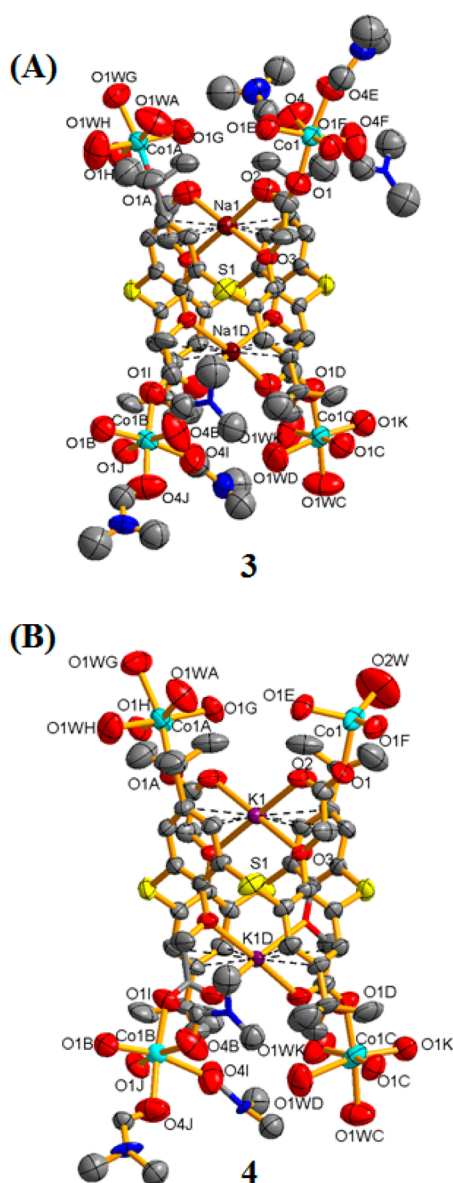 (A)
O4E
O1WG
O1WA
O4
O1WH
O1G
O1E
O1F
O4F
Co1A
Co1
O1H
O1A
O2
O1
Na1
O3
S1
Na1D
O1I
O1D
Co1B
O4B
O1WK
Co1C
O1K
O1B
O1J
O4I
O1WD
O1C
O4J
O1WC
3
(B)
O1WG
O1WA
O2W
O1H
O1G
O1E
O1WH
Co1A
Co1
O1F
O1A
O2
O1
K1
O3
S1
K1D
O1I
O1D
Co1B
O1B
O4B
O1WK
Co1C
O1K
O1J
O4I
O1WD
O1C
O4J
O1WC
4